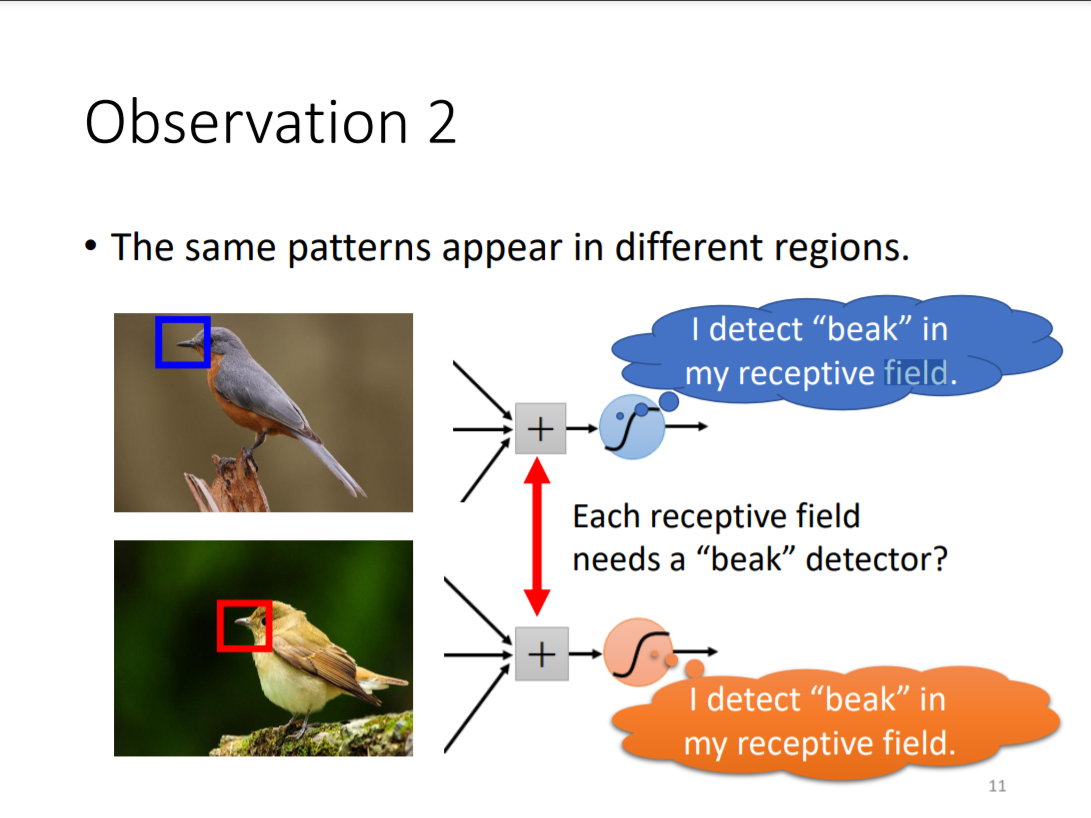 Observation 2
• The same patterns appear in different regions.
I detect “beak” in
my receptive field.
+
Each receptive field
needs a “beak” detector?
+
I detect “beak” in
my receptive field.
11